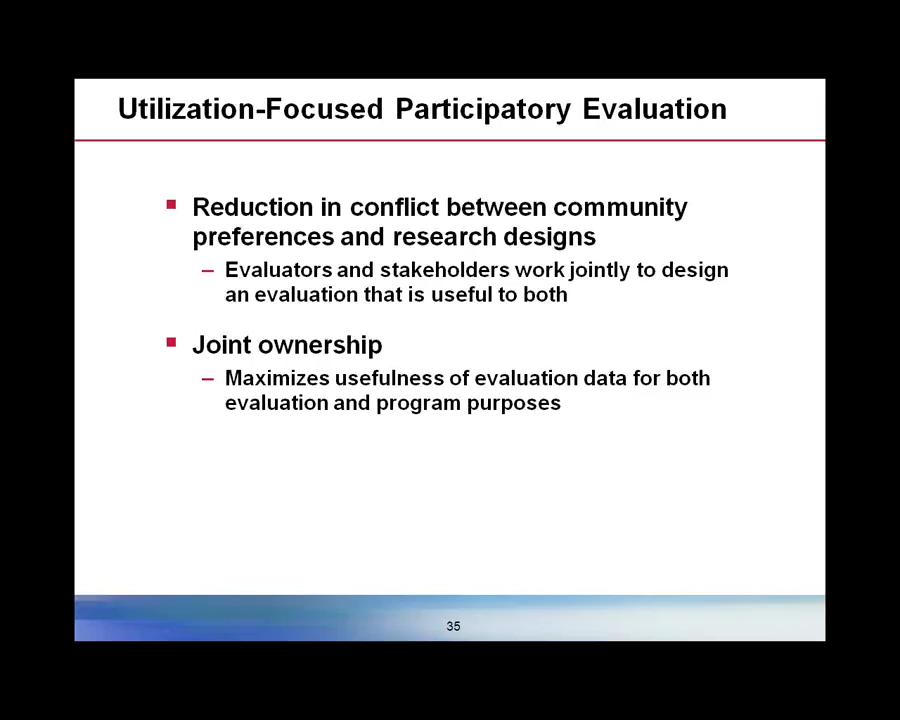 Utilization-Focused Participatory Evaluation
▪ Reduction in conflict between community
preferences and research designs
– Evaluators and stakeholders work jointly to design
an evaluation that is useful to both
▪ Joint ownership
– Maximizes usefulness of evaluation data for both
evaluation and program purposes
35